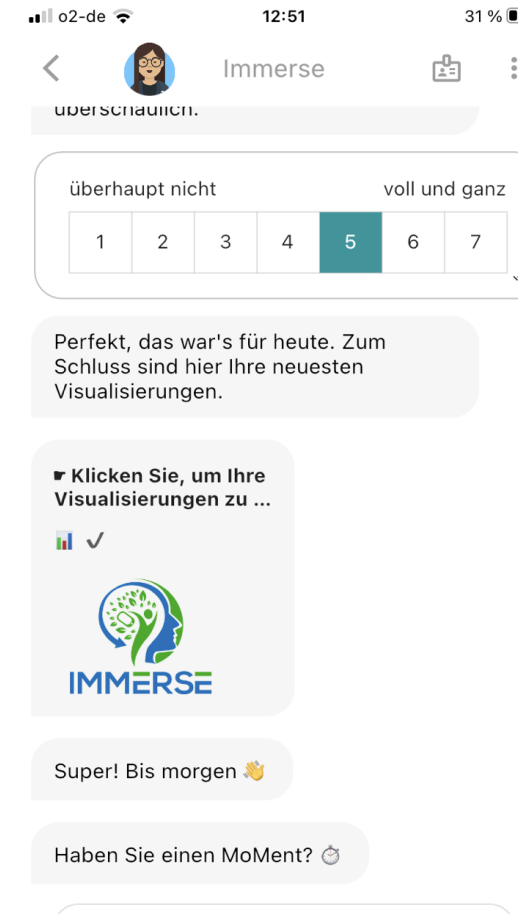 o2-de
12:51
31 %
Immerse
überschaulich.
überhaupt nicht
voll und ganz
1 2 3 4 5 6 7
Perfekt, das war's für heute. Zum
Schluss sind hier Ihre neuesten
Visualisierungen.
☛ Klicken Sie, um Ihre
Visualisierungen zu ...
📊 ✔
IMMERSE
Super! Bis morgen 👋
Haben Sie einen MoMent? ⏱